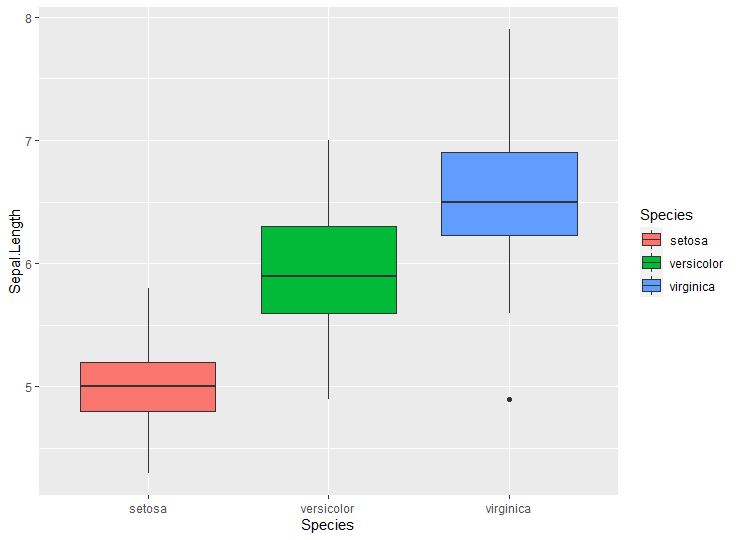 8
7
6
5
Sepal.Length
setosa versicolor virginica
Species
Species
setosa
versicolor
virginica